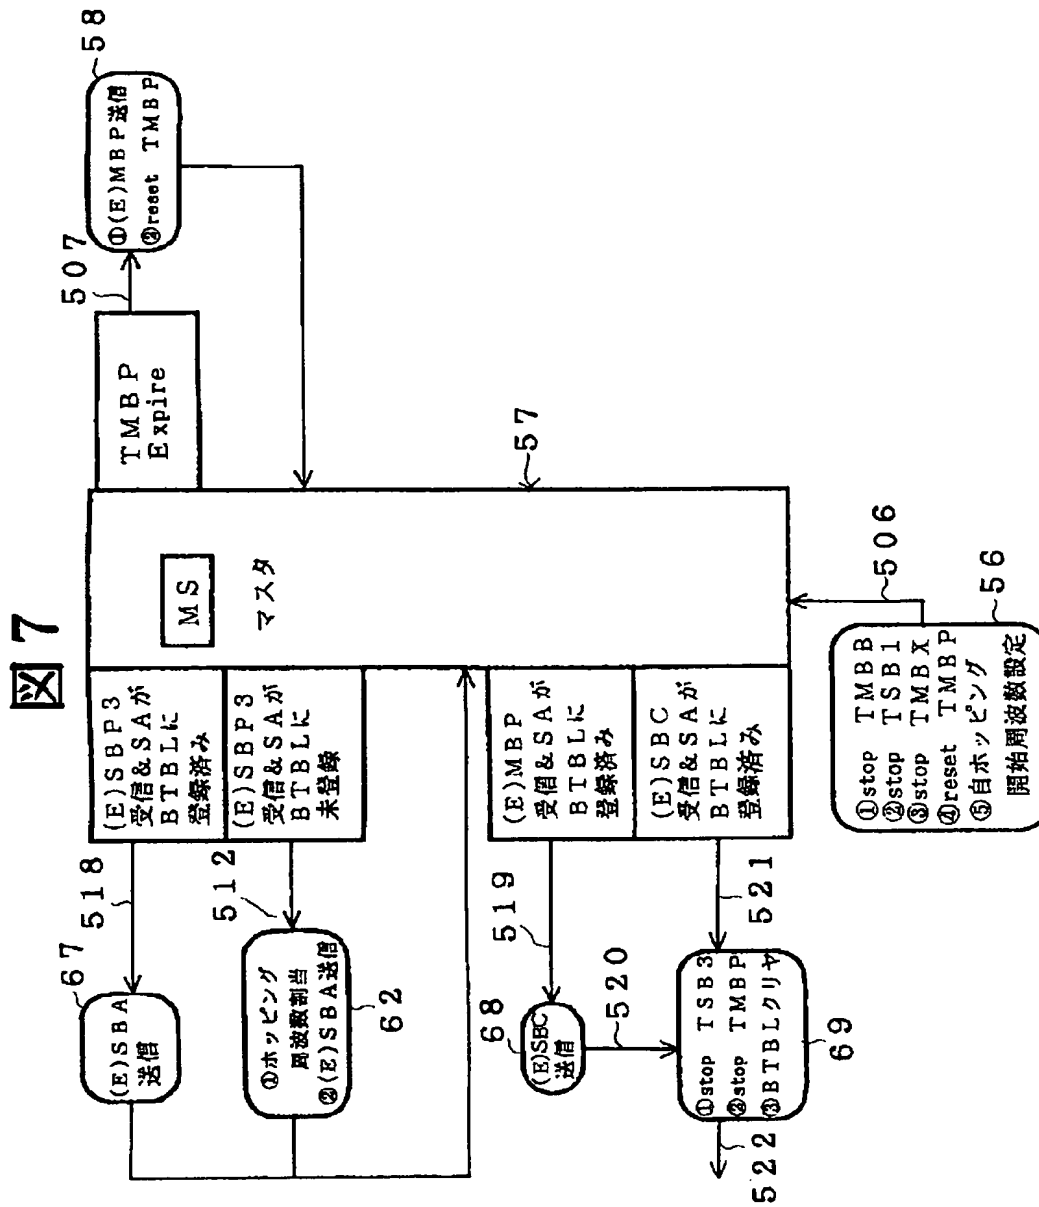 図7
58
①(E)MBP送信
②reset TMBP
507
TMBP
Expire
57
MS
マスタ
506
56
①stop TMBB
②stop TSB1
③stop TMBX
④reset TMBP
⑤自ホッピング
開始周波数設定
(E)SBP3
受信&SAが
BTBLに
登録済み
(E)SBP3
受信&SAが
BTBLに
未登録
(E)MBP
受信&SAが
BTBLに
登録済み
(E)SBC
受信&SAが
BTBLに
登録済み
518
512
519
521
67
(E)SBA
送信
①ホッピング
周波数割当
②(E)SBA送信
62
68
(E)SBC
送信
520
①stop TSB3
②stop TMBP
③BTBLクリヤ
69
522